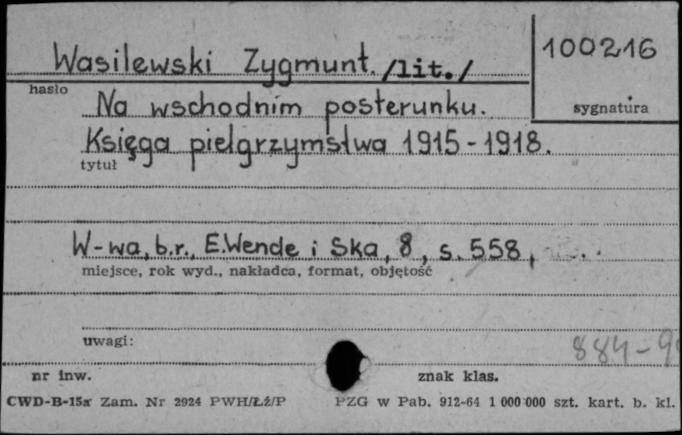 Wasilewski Zygmunt. /lit./
100216
hasło
sygnatura
Na wschodnim posterunku.
Księga pielgrzymstwa 1915-1918.
tytuł
W-wa, b.r., E.Wende i Ska, 8, s. 558,
miejsce, rok wyd., nakładca, format, objętość
uwagi:
884-9
nr inw.
znak klas.
CWD-B-15a Zam. Nr 2924 PWH/Łż/P
PZG w Pab. 912-64 1 000 000 szt. kart. b. kl.